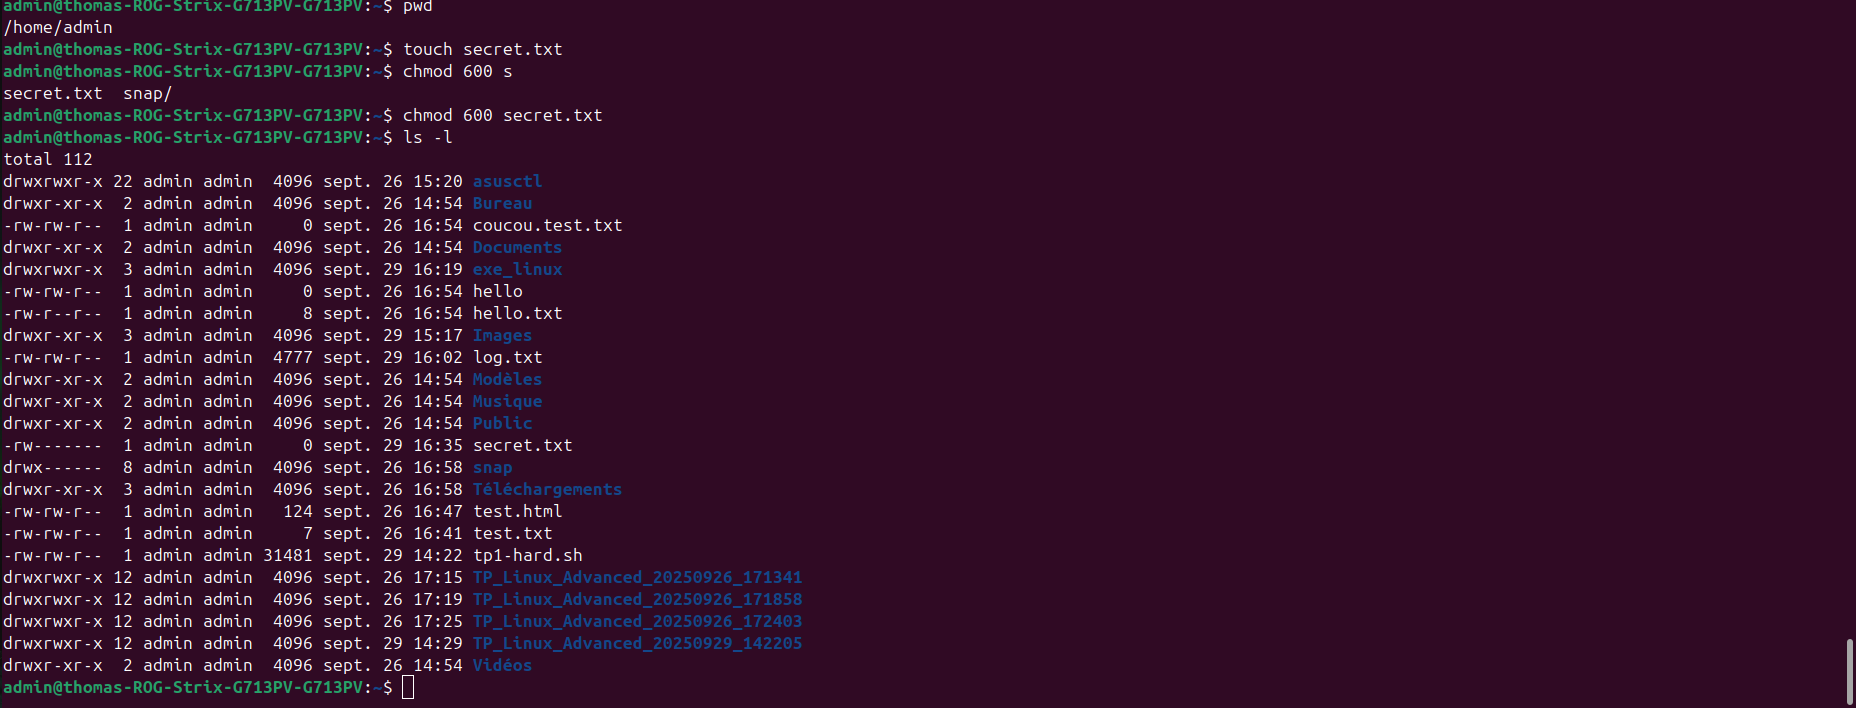 admin@thomas-ROG-Strix-G713PV-G713PV:~$ pwd
/home/admin
admin@thomas-ROG-Strix-G713PV-G713PV:~$ touch secret.txt
admin@thomas-ROG-Strix-G713PV-G713PV:~$ chmod 600 s
secret.txt  snap/
admin@thomas-ROG-Strix-G713PV-G713PV:~$ chmod 600 secret.txt
admin@thomas-ROG-Strix-G713PV-G713PV:~$ ls -l
total 112
drwxrwxr-x 22 admin admin  4096 sept. 26 15:20 asusctl
drwxr-xr-x  2 admin admin  4096 sept. 26 14:54 Bureau
-rw-rw-r--  1 admin admin     0 sept. 26 16:54 coucou.test.txt
drwxr-xr-x  2 admin admin  4096 sept. 26 14:54 Documents
drwxrwxr-x  3 admin admin  4096 sept. 29 16:19 exe_linux
-rw-rw-r--  1 admin admin     0 sept. 26 16:54 hello
-rw-r--r--  1 admin admin     8 sept. 26 16:54 hello.txt
drwxr-xr-x  3 admin admin  4096 sept. 29 15:17 Images
-rw-rw-r--  1 admin admin  4777 sept. 29 16:02 log.txt
drwxr-xr-x  2 admin admin  4096 sept. 26 14:54 Modèles
drwxr-xr-x  2 admin admin  4096 sept. 26 14:54 Musique
drwxr-xr-x  2 admin admin  4096 sept. 26 14:54 Public
-rw-------  1 admin admin     0 sept. 29 16:35 secret.txt
drwx------  8 admin admin  4096 sept. 26 16:58 snap
drwxr-xr-x  3 admin admin  4096 sept. 26 16:58 Téléchargements
-rw-rw-r--  1 admin admin   124 sept. 26 16:47 test.html
-rw-rw-r--  1 admin admin     7 sept. 26 16:41 test.txt
-rw-rw-r--  1 admin admin 31481 sept. 29 14:22 tp1-hard.sh
drwxrwxr-x 12 admin admin  4096 sept. 26 17:15 TP_Linux_Advanced_20250926_171341
drwxrwxr-x 12 admin admin  4096 sept. 26 17:19 TP_Linux_Advanced_20250926_171858
drwxrwxr-x 12 admin admin  4096 sept. 26 17:25 TP_Linux_Advanced_20250926_172403
drwxrwxr-x 12 admin admin  4096 sept. 29 14:29 TP_Linux_Advanced_20250929_142205
drwxr-xr-x  2 admin admin  4096 sept. 26 14:54 Vidéos
admin@thomas-ROG-Strix-G713PV-G713PV:~$